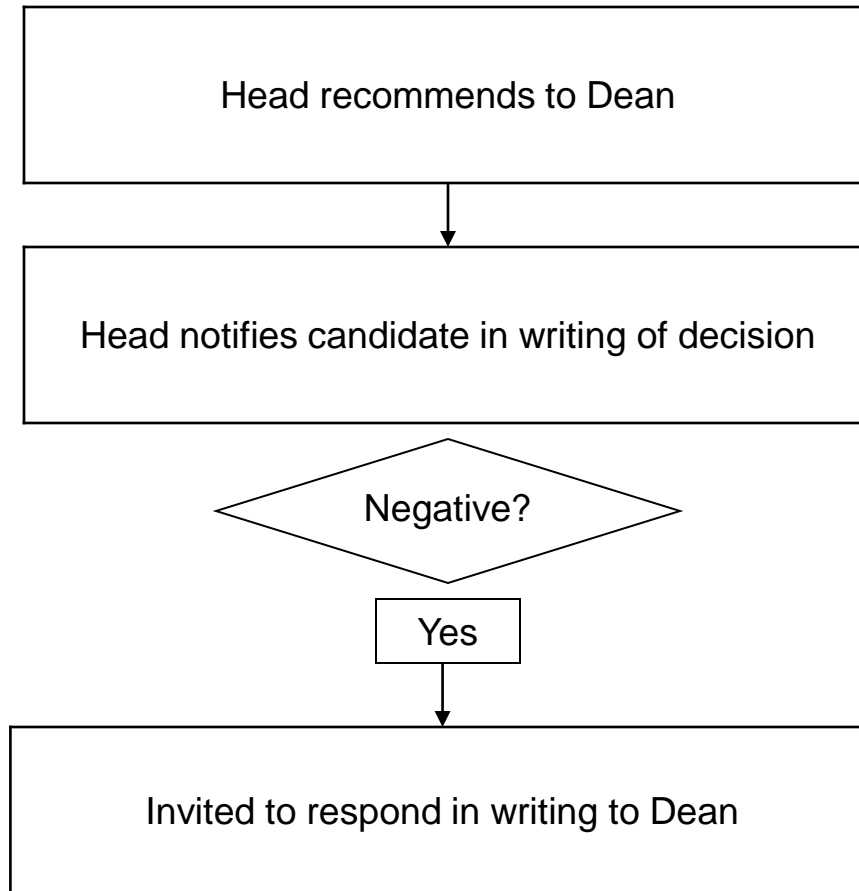 Head recommends to Dean
Head notifies candidate in writing of decision
Negative?
Yes
Invited to respond in writing to Dean